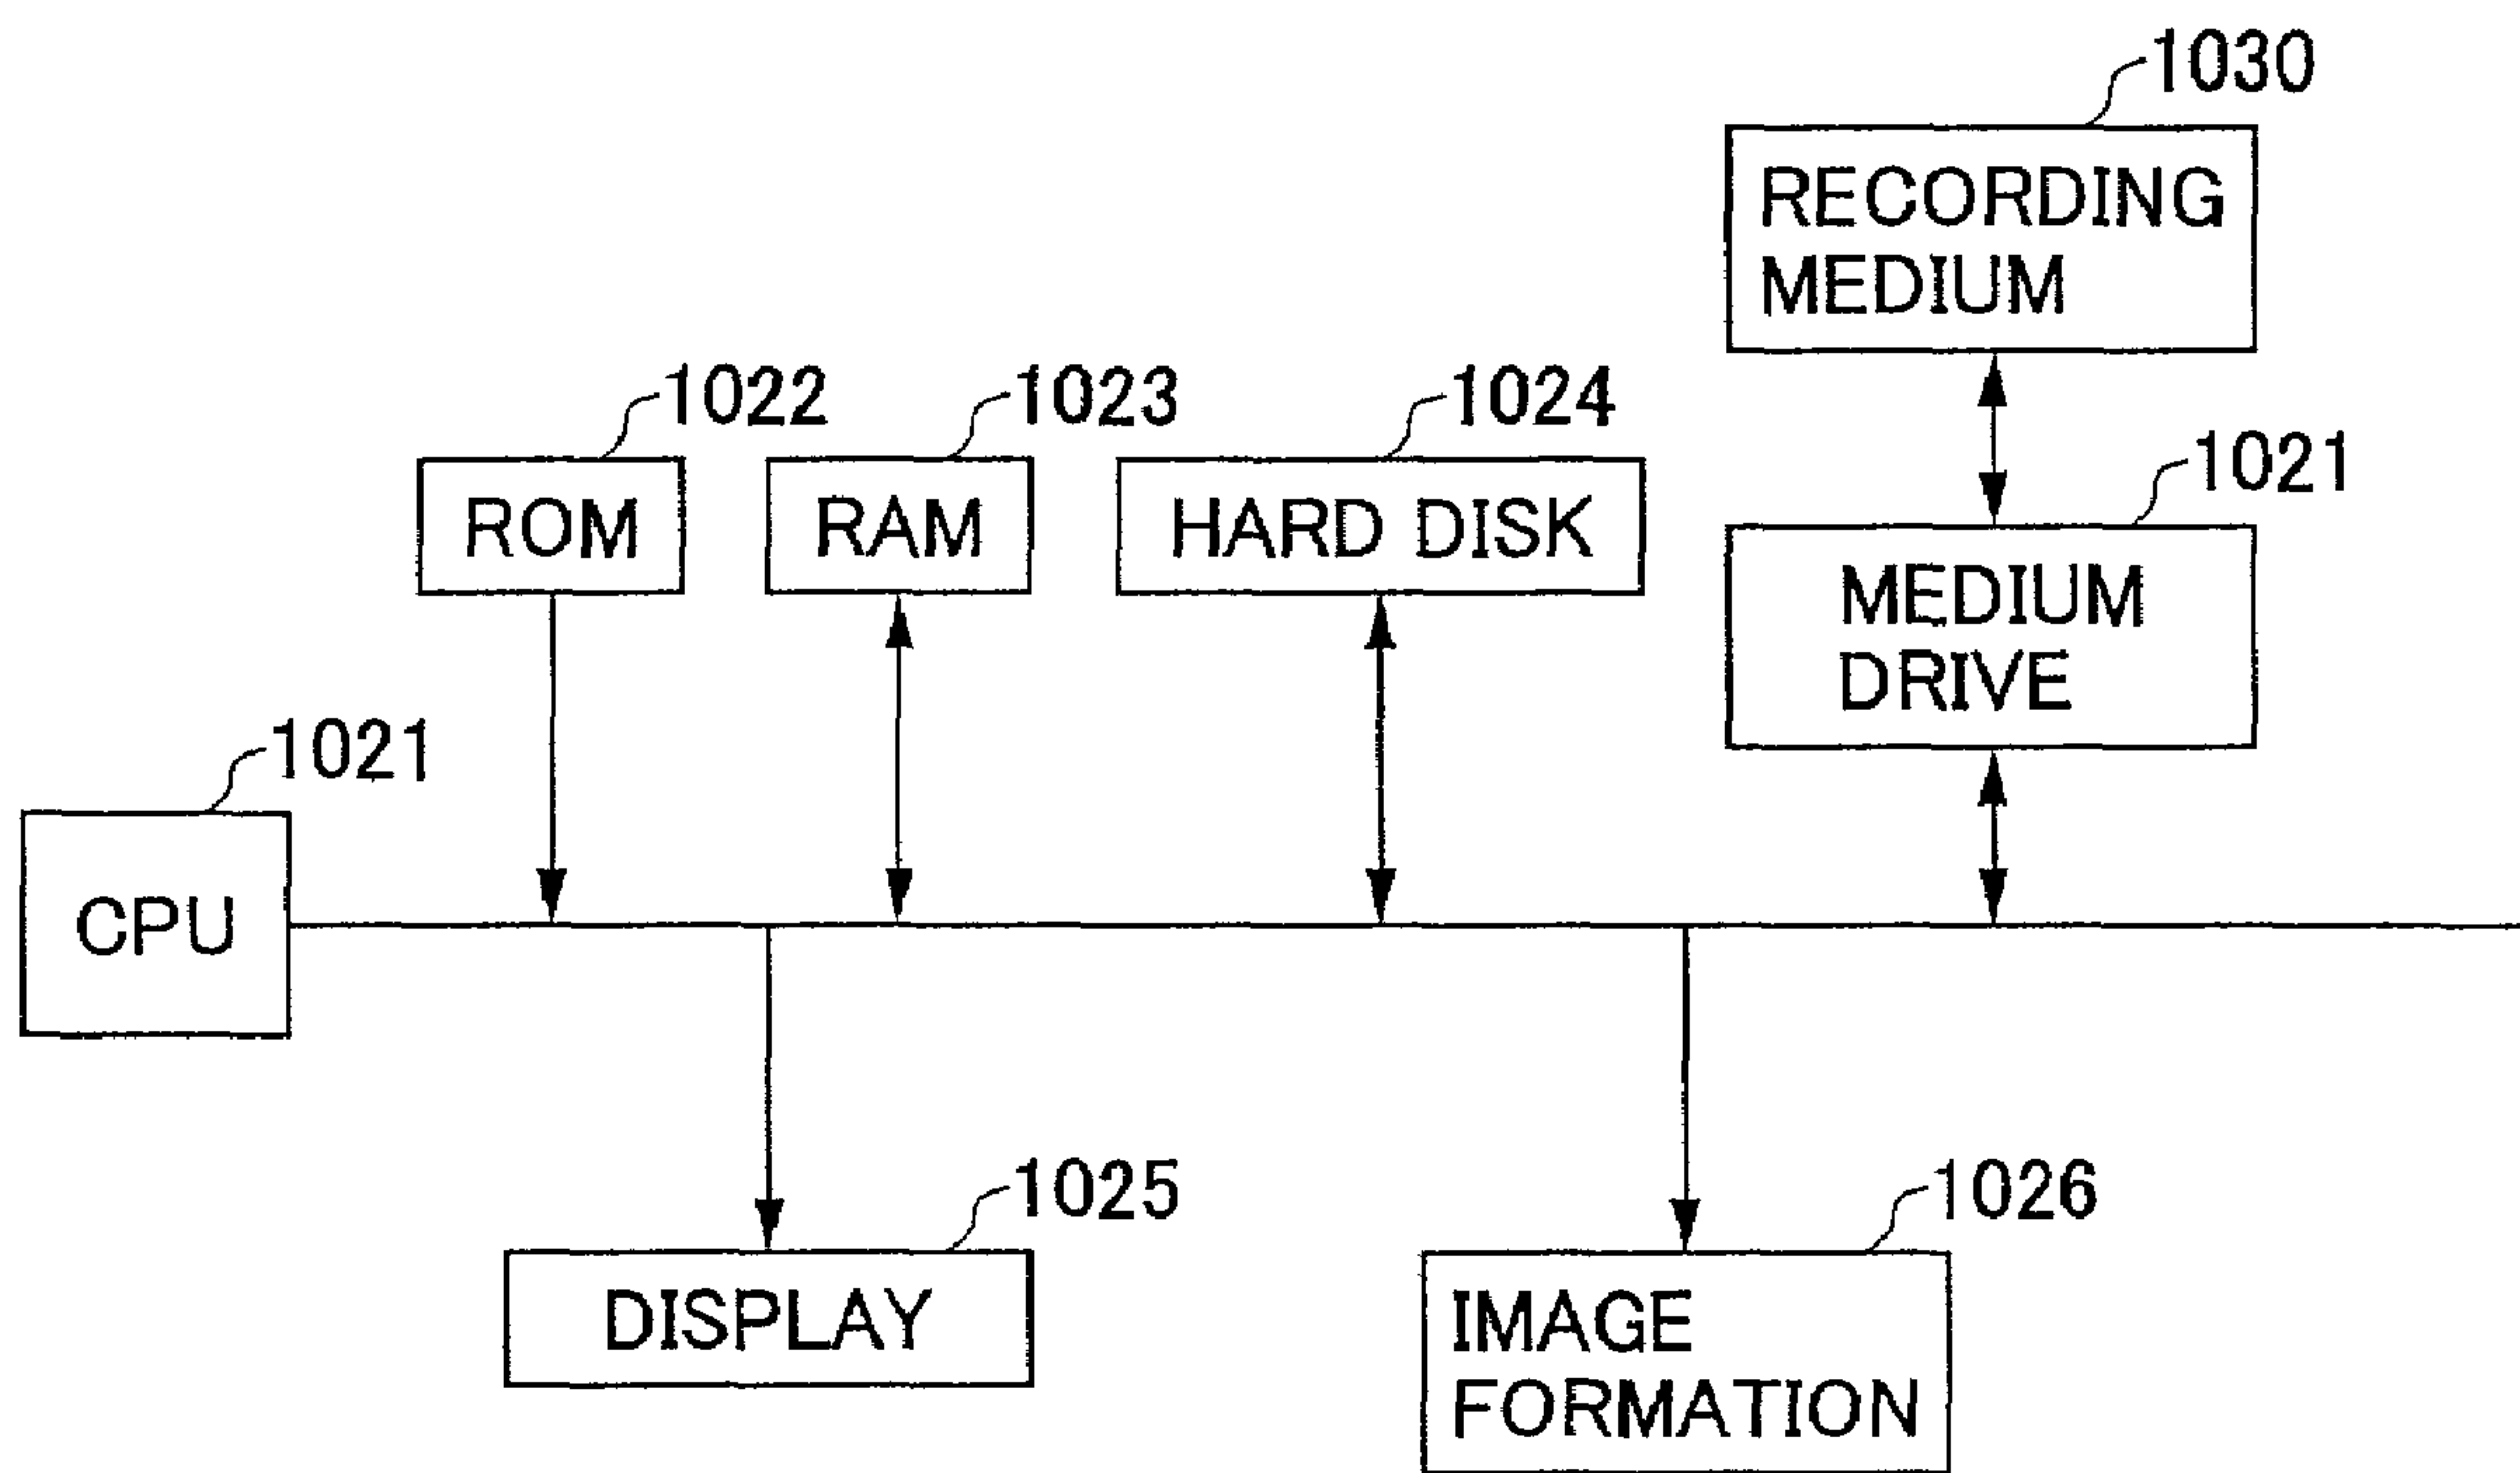 1030
RECORDING
MEDIUM
1022
1023
1024
1021
ROM
RAM
HARD DISK
MEDIUM
DRIVE
1021
CPU
1025
1026
DISPLAY
IMAGE
FORMATION